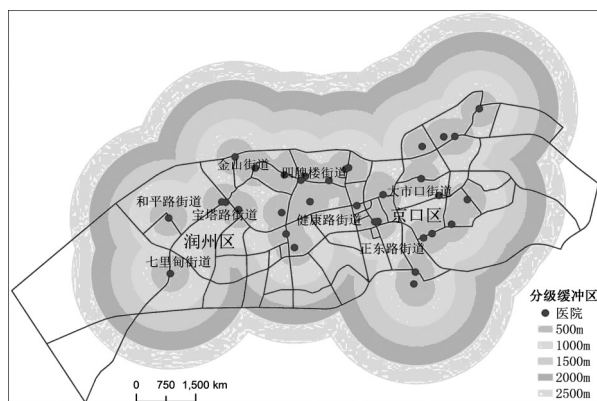 金山街道
四牌楼街道
和平路街道
大市口街道
宝塔路街道
健康路街道
京口区
润州区
正东路街道
七里甸街道
分级缓冲区
医院
500m
1000m
1500m
2000m
2500m
0 750 1,500 km